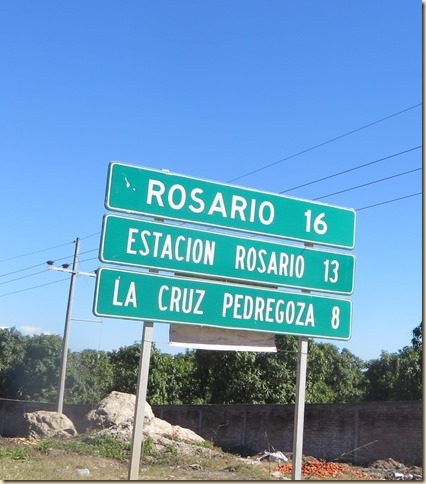 ROSARIO 16
ESTACION ROSARIO 13
LA CRUZ PEDREGOZA 8